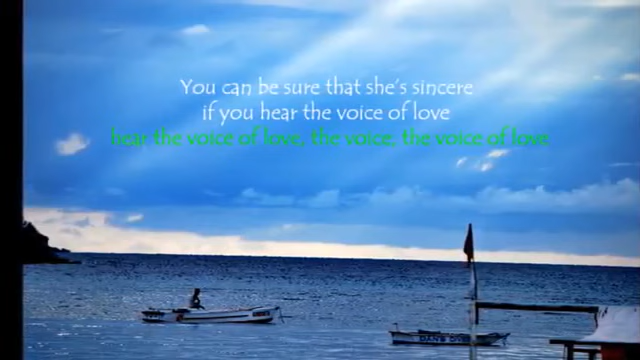 You can be sure that she's sincere
if you hear the voice of love
hear the voice of love, the voice, the voice of love